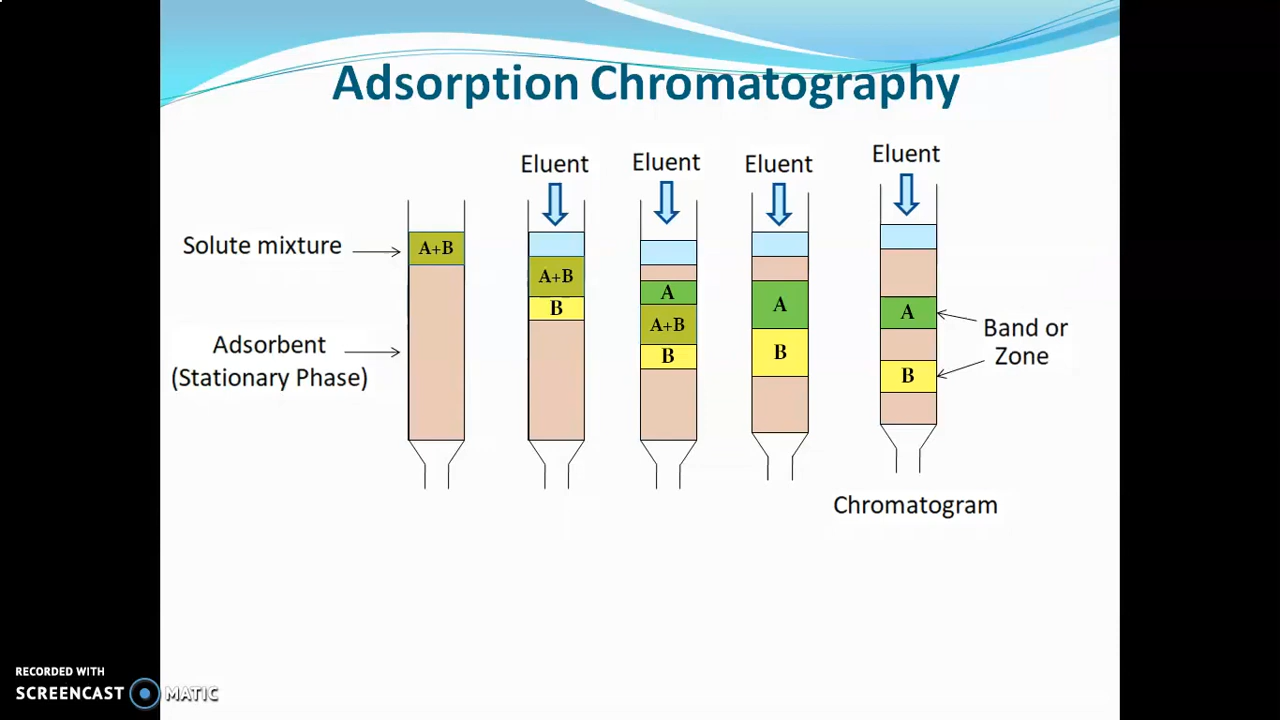 Adsorption Chromatography
Eluent
Eluent
Eluent
Eluent
Solute mixture
A+B
A+B
B
A
A+B
B
A
B
A
B
Band or
Zone
Adsorbent
(Stationary Phase)
Chromatogram
RECORDED WITH
SCREENCAST MATIC